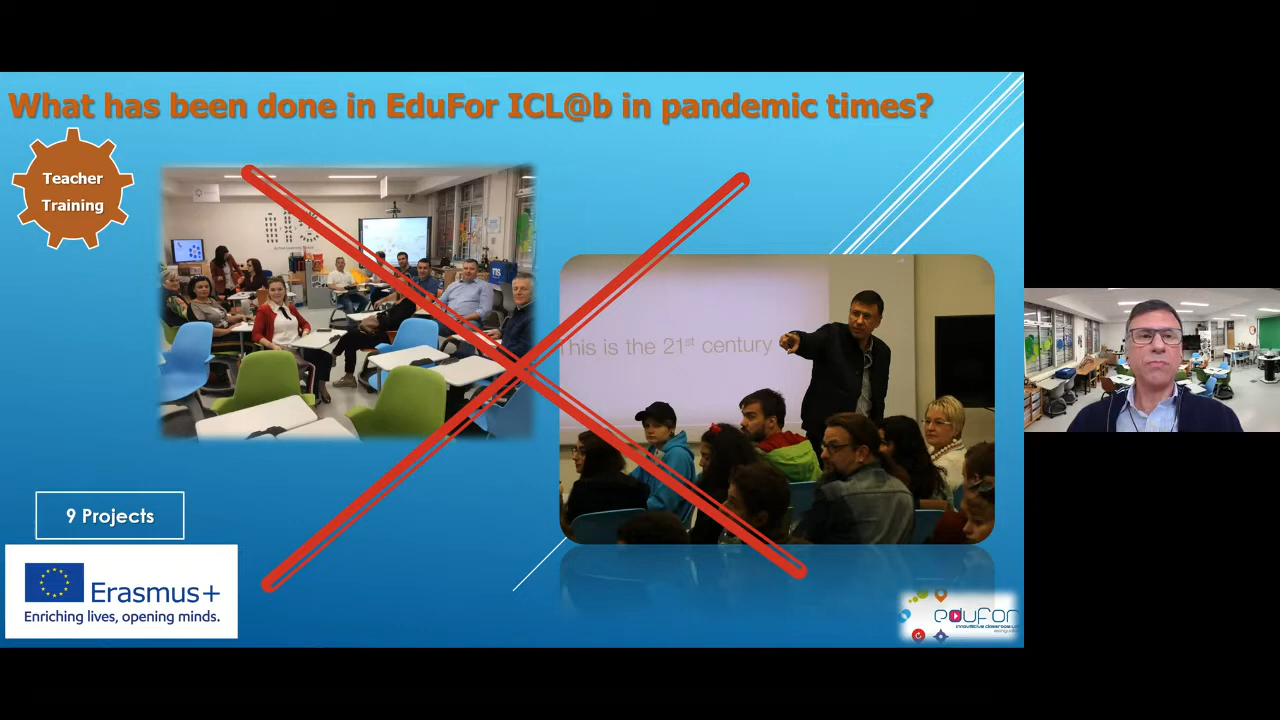 What has been done in EduFor ICL@b in pandemic times?
Teacher
Training
This is the 21st century
9 Projects
Erasmus+
Enriching lives, opening minds.
edufor